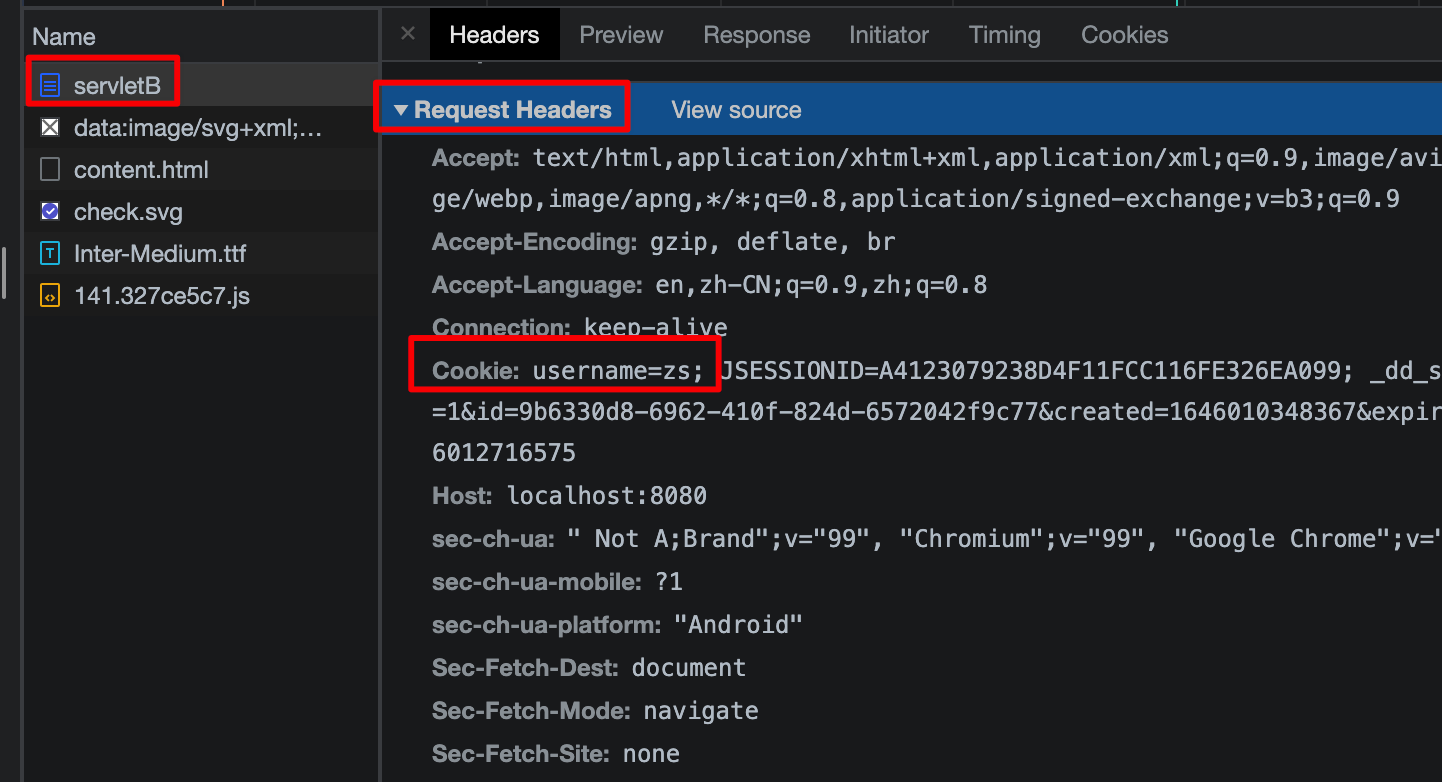 Name
servletB
data:image/svg+xml;...
content.html
check.svg
Inter-Medium.ttf
141.327ce5c7.js
× Headers Preview Response Initiator Timing Cookies
▼ Request Headers View source
Accept: text/html,application/xhtml+xml,application/xml;q=0.9,image/avi
ge/webp,image/apng,*/*;q=0.8,application/signed-exchange;v=b3;q=0.9
Accept-Encoding: gzip, deflate, br
Accept-Language: en,zh-CN;q=0.9,zh;q=0.8
Connection: keep-alive
Cookie: username=zs; JSESSIONID=A4123079238D4F11FCC116FE326EA099; _dd_s
=1&id=9b6330d8-6962-410f-824d-6572042f9c77&created=1646010348367&expir
6012716575
Host: localhost:8080
sec-ch-ua: " Not A;Brand";v="99", "Chromium";v="99", "Google Chrome";v="
sec-ch-ua-mobile: ?1
sec-ch-ua-platform: "Android"
Sec-Fetch-Dest: document
Sec-Fetch-Mode: navigate
Sec-Fetch-Site: none